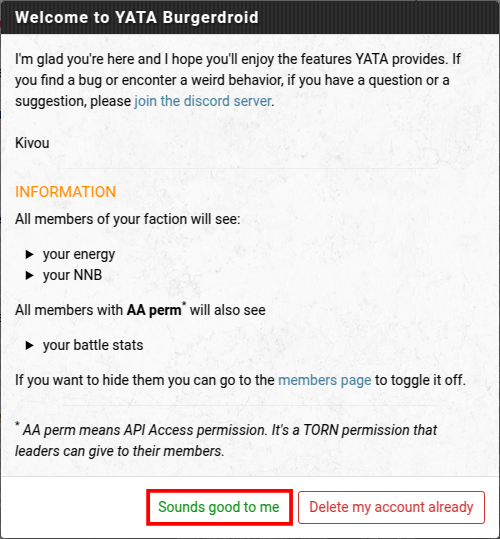 Welcome to YATA Burgerdroid
I'm glad you're here and I hope you'll enjoy the features YATA provides. If
you find a bug or enconter a weird behavior, if you have a question or a
suggestion, please join the discord server.
Kivou
INFORMATION
All members of your faction will see:
▶ your energy
▶ your NNB
All members with AA perm* will also see
▶ your battle stats
If you want to hide them you can go to the members page to toggle it off.
* AA perm means API Access permission. It's a TORN permission that
leaders can give to their members.
Sounds good to me Delete my account already